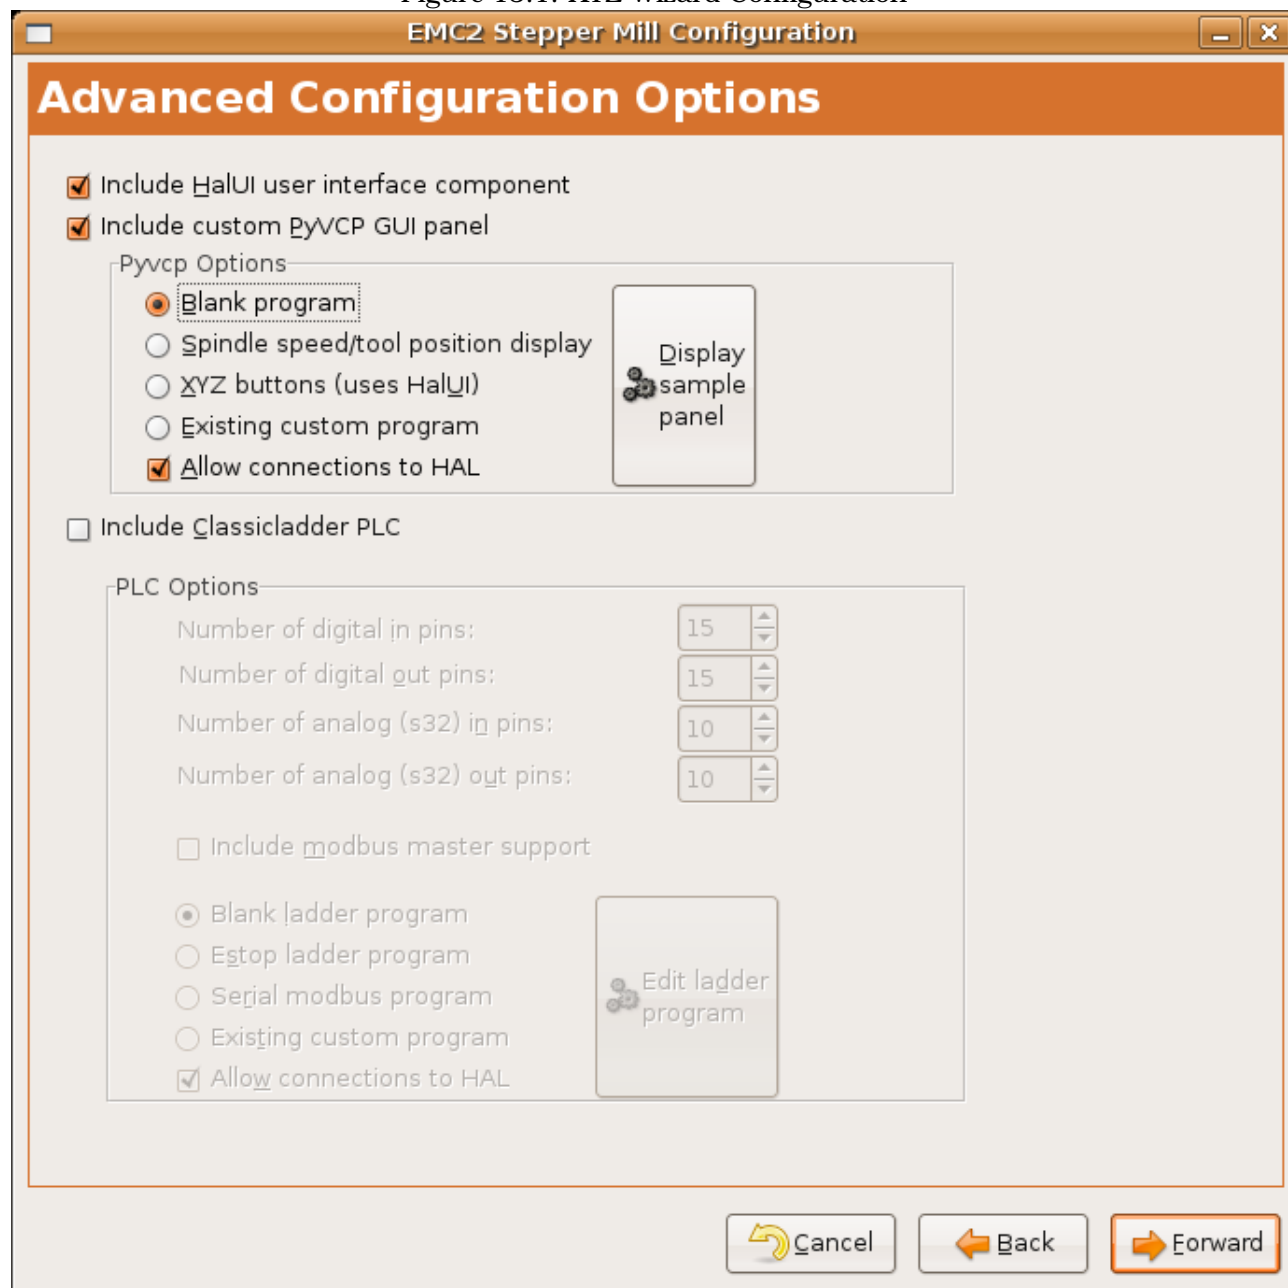 EMC2 Stepper Mill Configuration
Advanced Configuration Options
Include HalUI user interface component
Include custom PyVCP GUI panel
Pyvcp Options
Blank program
Spindle speed/tool position display
XYZ buttons (uses HalUI)
Existing custom program
Allow connections to HAL
Display
sample
panel
Include Classicladder PLC
PLC Options
Number of digital in pins:
15
Number of digital out pins:
15
Number of analog (s32) in pins:
10
Number of analog (s32) out pins:
10
Include modbus master support
Blank ladder program
Estop ladder program
Serial modbus program
Existing custom program
Allow connections to HAL
Edit ladder
program
Cancel
Back
Forward